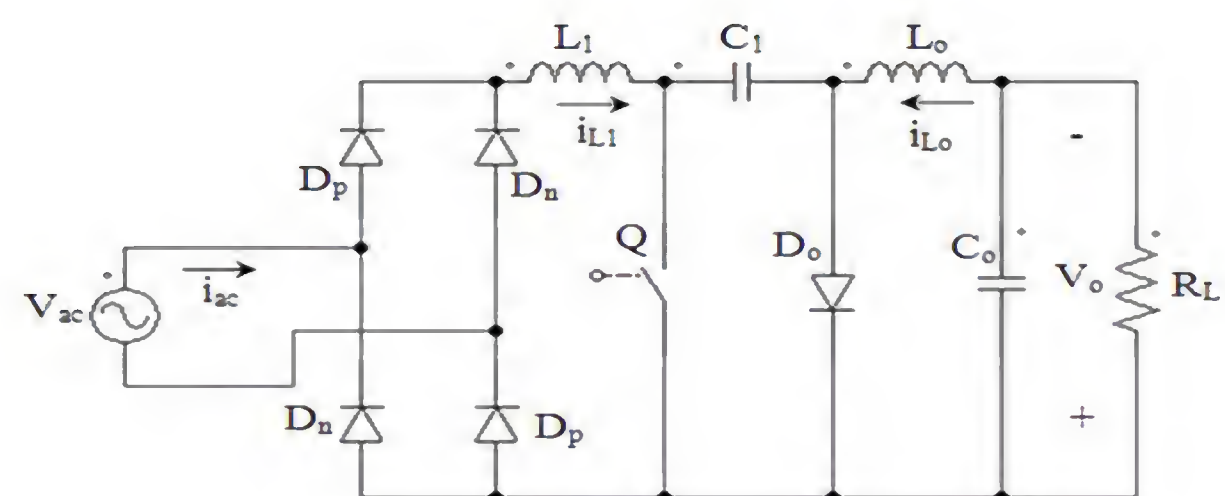 L1 C1 Lo
iL1 iLo
-
Dp Dn
Q Do Co Vo RL
Vac iac
Dn Dp
+